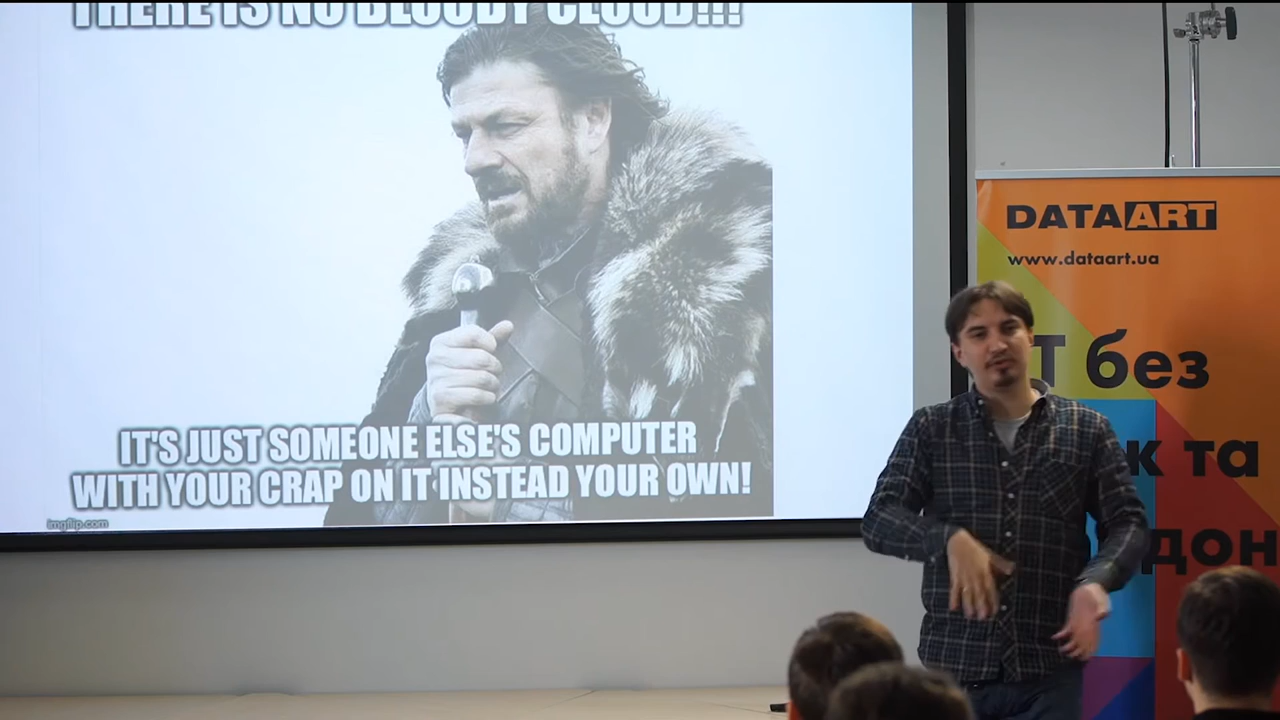 THERE IS NO BLOODY CLOUD!!!
IT'S JUST SOMEONE ELSE'S COMPUTER
WITH YOUR CRAP ON IT INSTEAD YOUR OWN!
imgflip.com
DATAART
www.dataart.ua
ІТ без
к та
дон